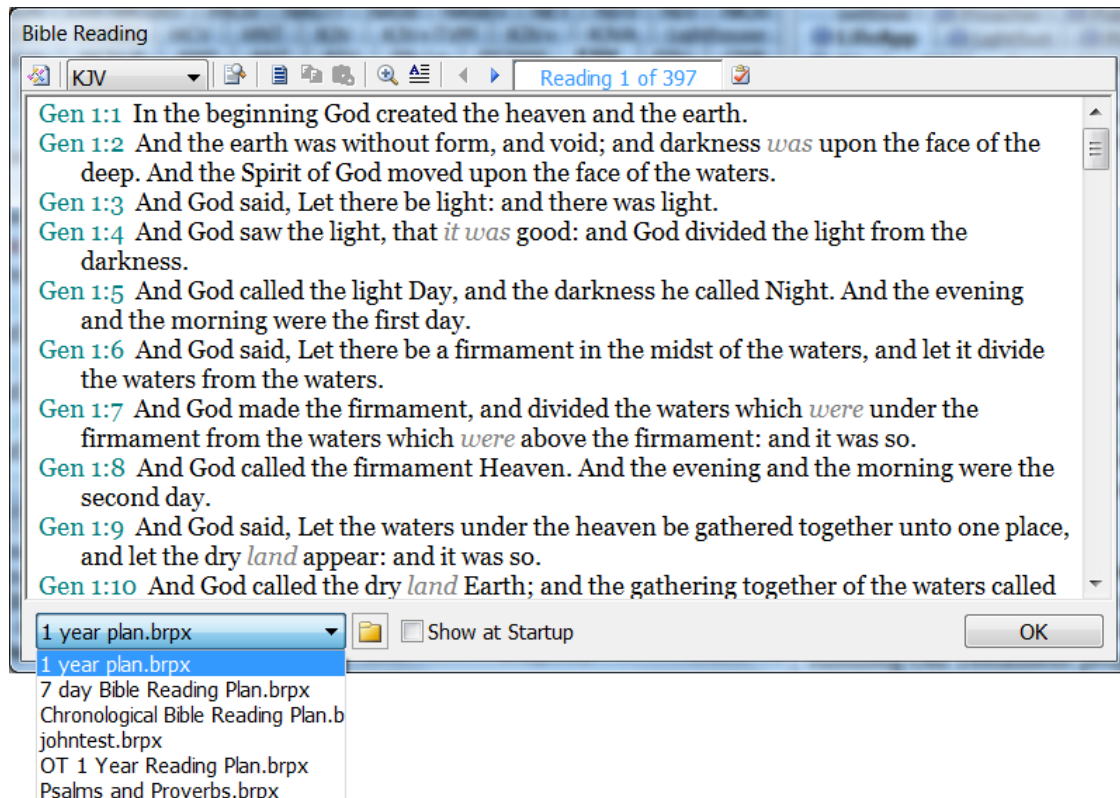 Bible Reading
KJV Reading 1 of 397
Gen 1:1 In the beginning God created the heaven and the earth.
Gen 1:2 And the earth was without form, and void; and darkness was upon the face of the
deep. And the Spirit of God moved upon the face of the waters.
Gen 1:3 And God said, Let there be light: and there was light.
Gen 1:4 And God saw the light, that it was good: and God divided the light from the
darkness.
Gen 1:5 And God called the light Day, and the darkness he called Night. And the evening
and the morning were the first day.
Gen 1:6 And God said, Let there be a firmament in the midst of the waters, and let it divide
the waters from the waters.
Gen 1:7 And God made the firmament, and divided the waters which were under the
firmament from the waters which were above the firmament: and it was so.
Gen 1:8 And God called the firmament Heaven. And the evening and the morning were the
second day.
Gen 1:9 And God said, Let the waters under the heaven be gathered together unto one place,
and let the dry land appear: and it was so.
Gen 1:10 And God called the dry land Earth; and the gathering together of the waters called
1 year plan.brpx Show at Startup OK
1 year plan.brpx
7 day Bible Reading Plan.brpx
Chronological Bible Reading Plan.b
johntest.brpx
OT 1 Year Reading Plan.brpx
Psalms and Proverbs.brpx